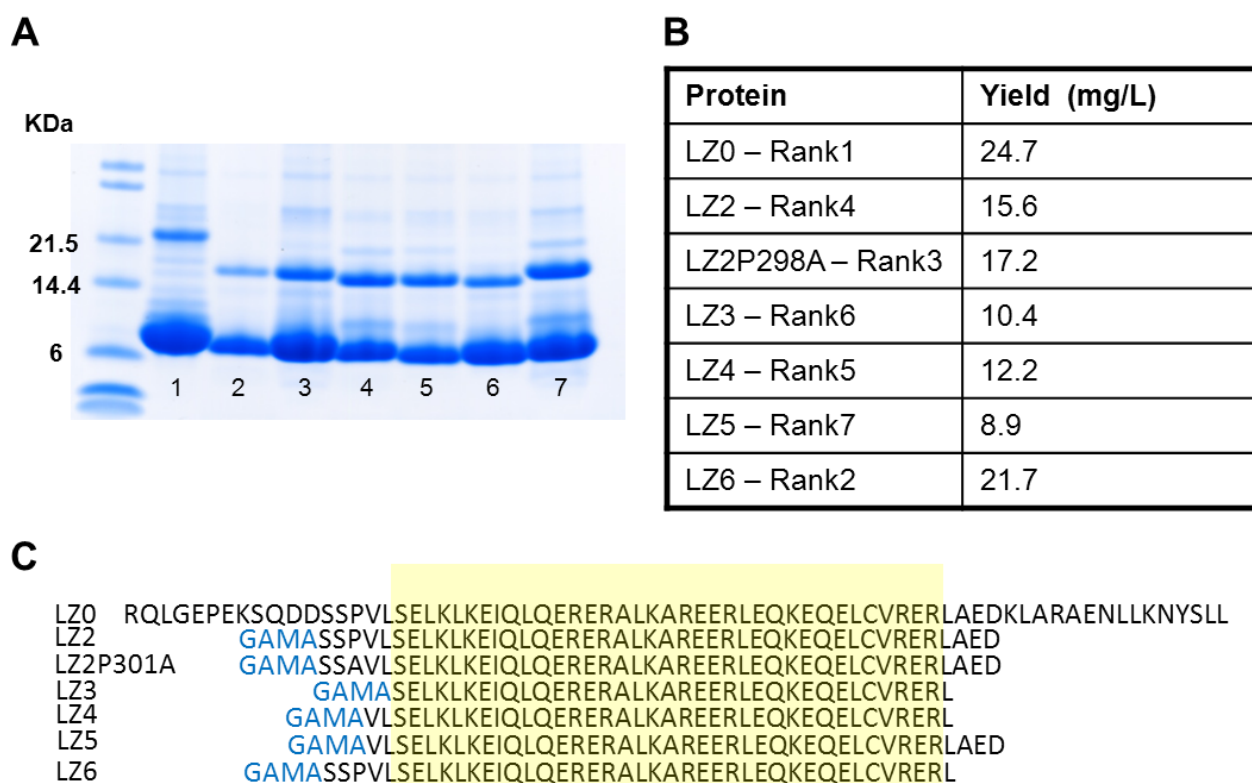 A
KDa
21.5
14.4
6
1 2 3 4 5 6 7
B
Protein Yield (mg/L)
LZ0 – Rank1 24.7
LZ2 – Rank4 15.6
LZ2P298A – Rank3 17.2
LZ3 – Rank6 10.4
LZ4 – Rank5 12.2
LZ5 – Rank7 8.9
LZ6 – Rank2 21.7
C
LZ0 RQLGEPEKSQDDSSPVLSELKLKEIQLQERERALKAREERLEQKEQELCVRERLAEDKLARAENLLKNYSLL
LZ2 GAMASSPVLSELKLKEIQLQERERALKAREERLEQKEQELCVRERLAED
LZ2P301A GAMASSAVLSELKLKEIQLQERERALKAREERLEQKEQELCVRERLAED
LZ3 GAMASELKLKEIQLQERERALKAREERLEQKEQELCVRERL
LZ4 GAMAVLSELKLKEIQLQERERALKAREERLEQKEQELCVRERL
LZ5 GAMAVLSELKLKEIQLQERERALKAREERLEQKEQELCVRERLAED
LZ6 GAMASSPVLSELKLKEIQLQERERALKAREERLEQKEQELCVRERL